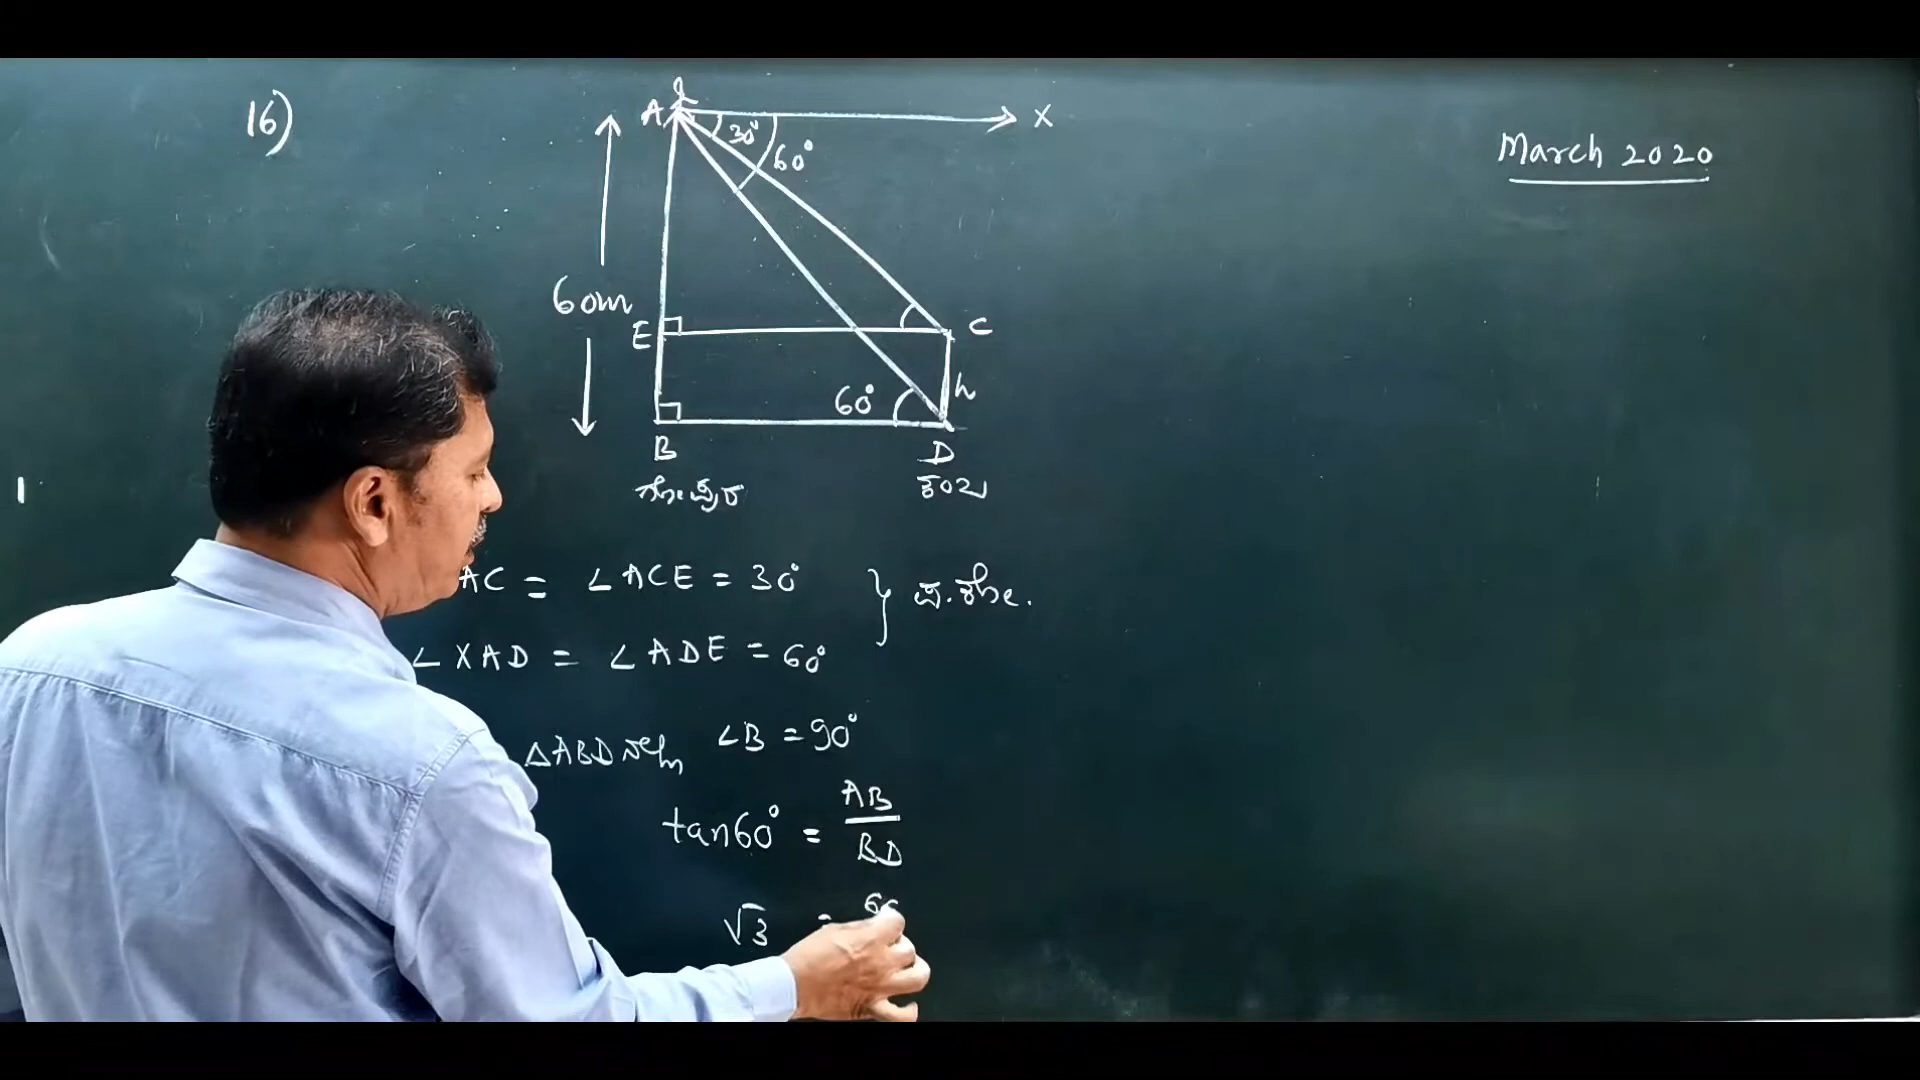 16)
March 2020
A
X
30°
60°
60m
E
C
60°
h
B
D
ಗೋಪುರ
ಕಂಬ
AC = ∠ACE = 30°
} ಪ.ಕೋ.
∠XAD = ∠ADE = 60°
△ABD ನಲ್ಲಿ ∠B = 90°
tan60° = AB
BD
√3 =